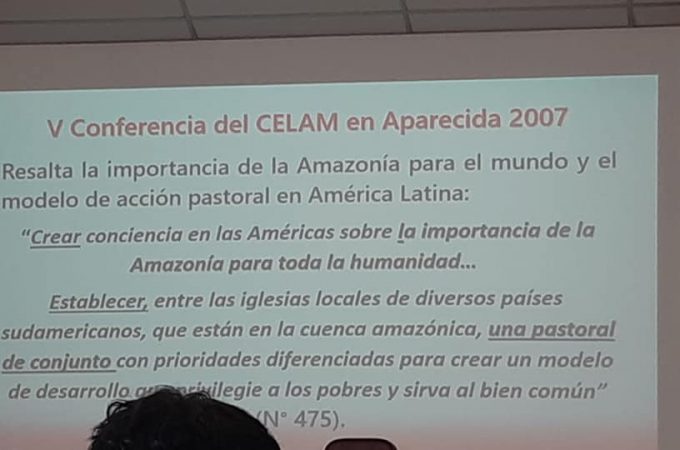 V Conferencia del CELAM en Aparecida 2007
Resalta la importancia de la Amazonía para el mundo y el
modelo de acción pastoral en América Latina:
“Crear conciencia en las Américas sobre la importancia de la
Amazonía para toda la humanidad...
Establecer, entre las iglesias locales de diversos países
sudamericanos, que están en la cuenca amazónica, una pastoral
de conjunto con prioridades diferenciadas para crear un modelo
de desarrollo que privilegie a los pobres y sirva al bien común”
(N° 475).